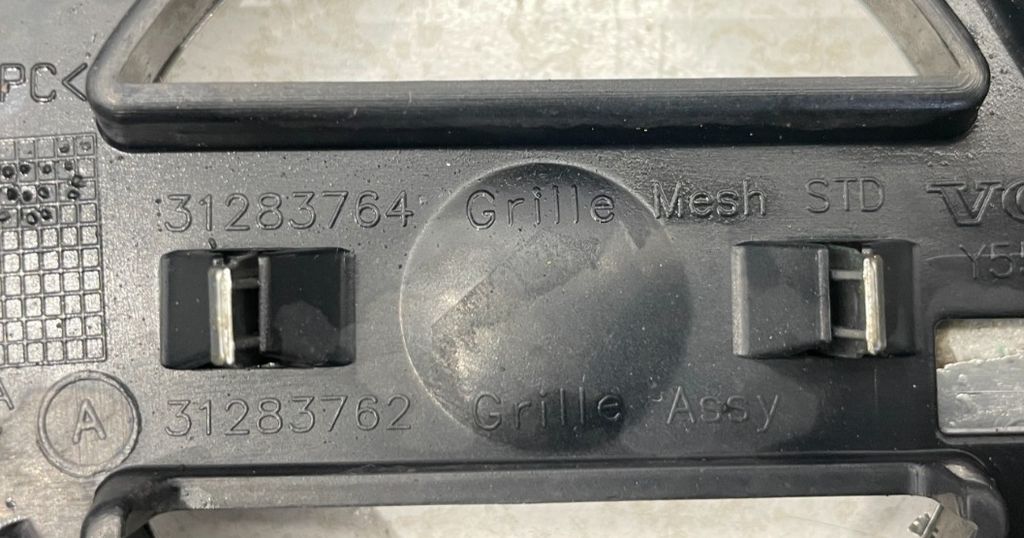 PC<
31283764 Grille Mesh STD
31283762 Grille Assy
A